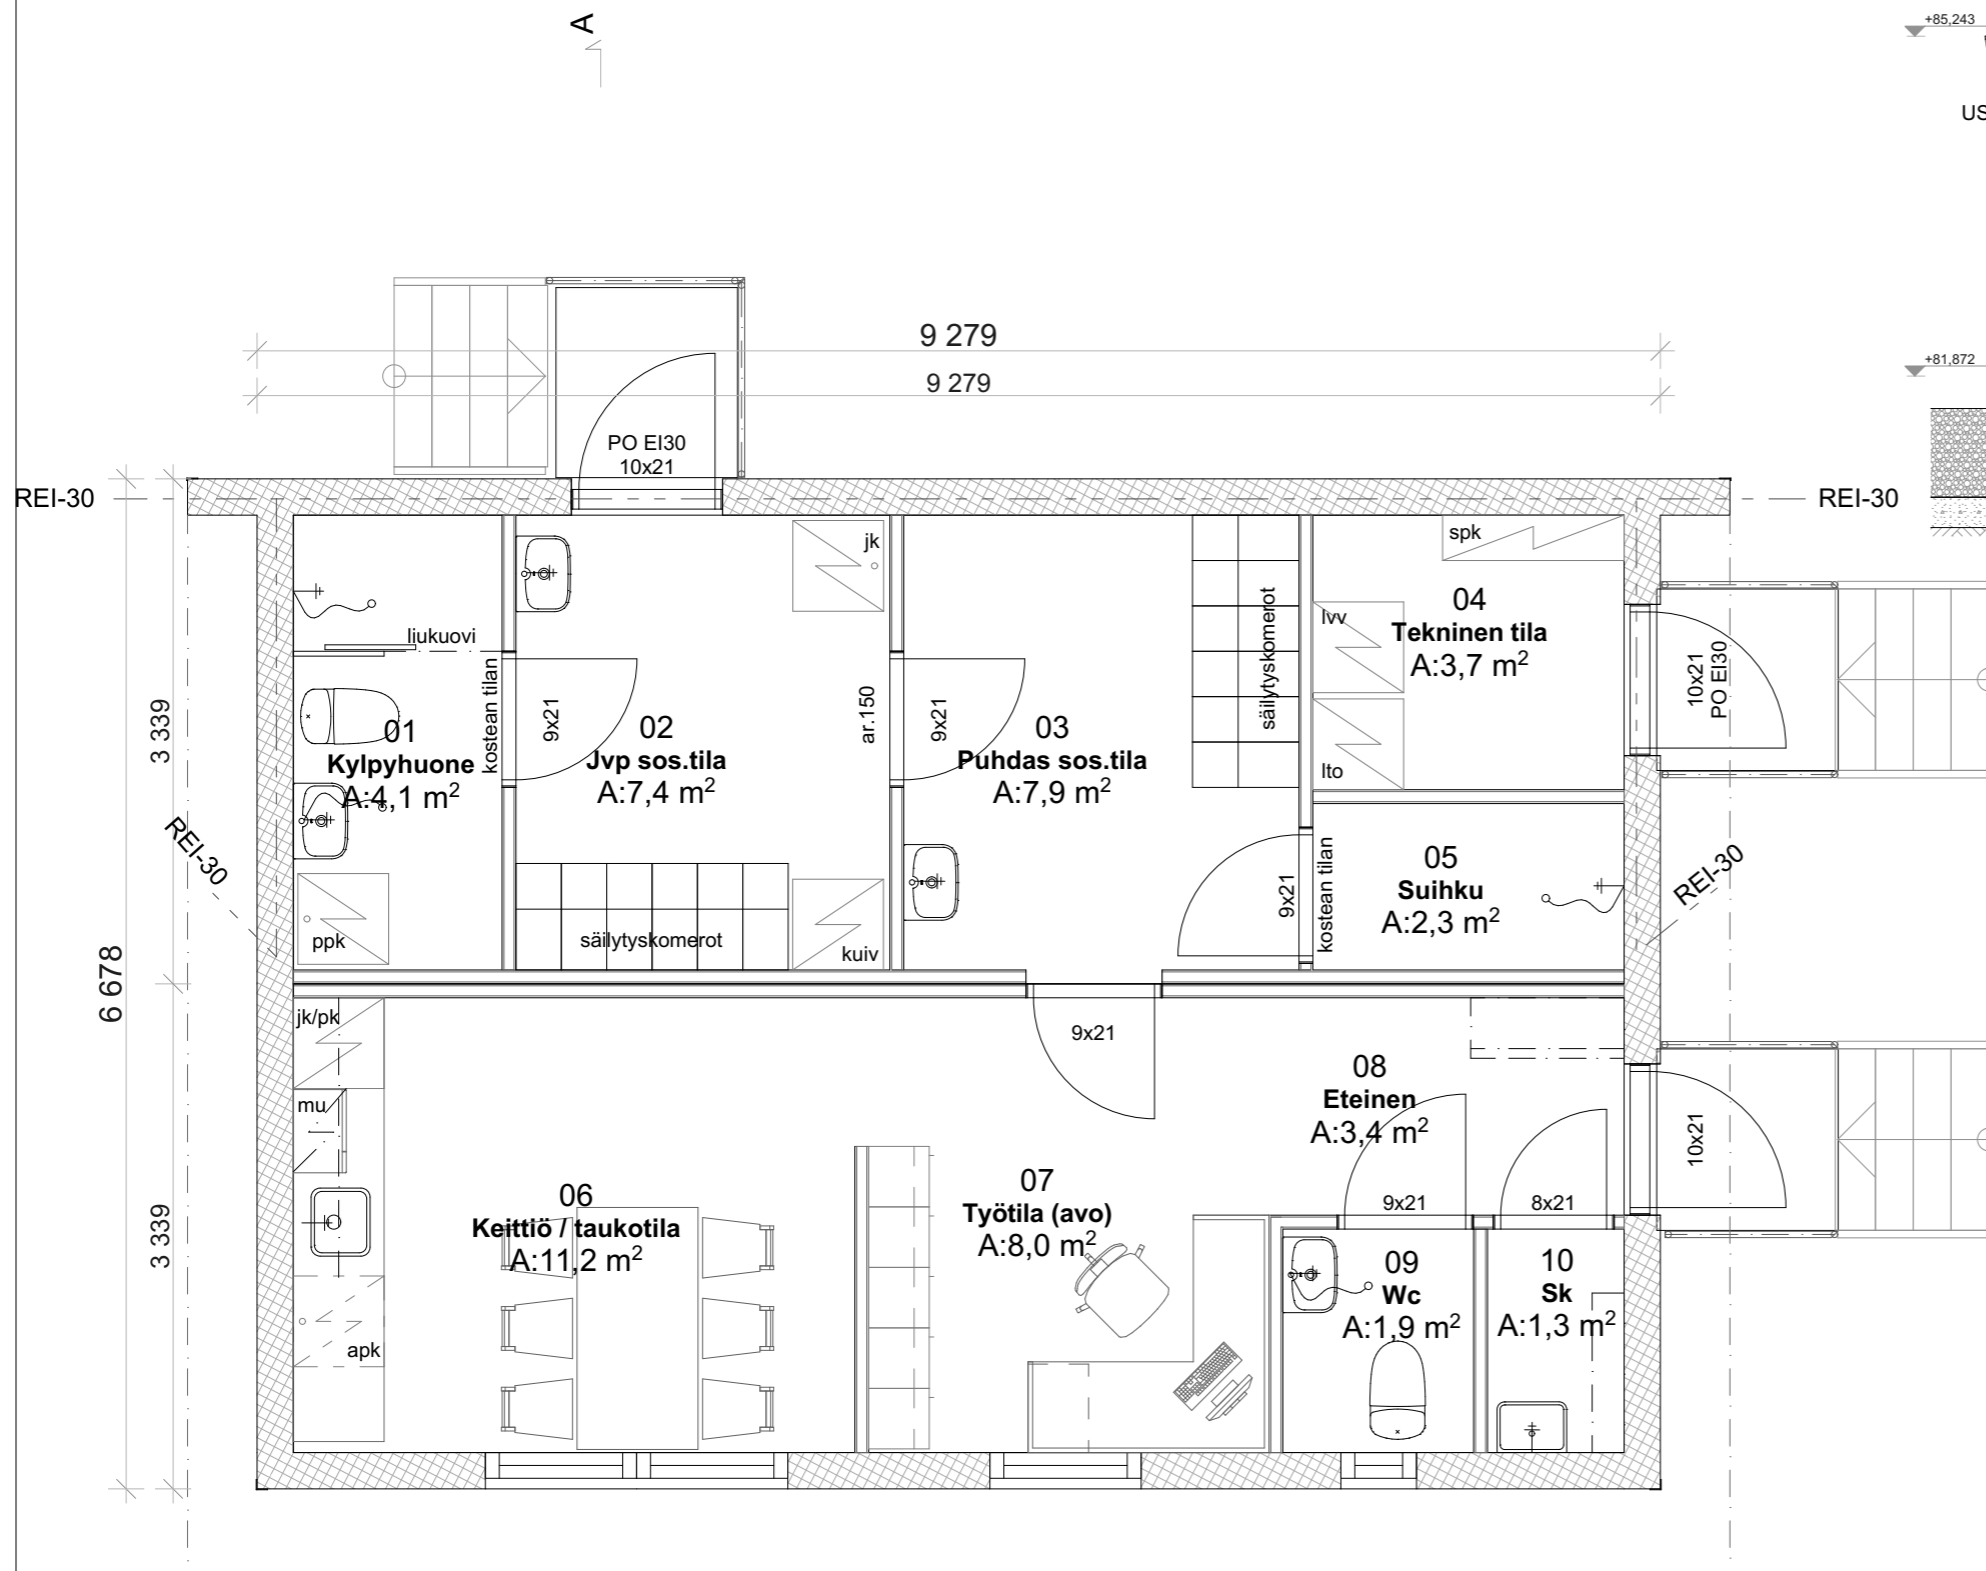 A
+85,243
US
9 279
+81,872
9 279
PO EI30
10x21
REI-30
REI-30
jk
spk
säilytyskomerot
lvv
04
Tekninen tila
A:3,7 m²
liukuovi
kostean tilan
9x21
ar.150
9x21
10x21
PO EI30
3 339
01
Kylpyhuone
A:4,1 m²
02
Jvp sos.tila
A:7,4 m²
03
Puhdas sos.tila
A:7,9 m²
lto
REI-30
05
Suihku
A:2,3 m²
9x21
kostean tilan
REI-30
ppk
säilytyskomerot
kuiv
6 678
jk/pk
9x21
mu
08
Eteinen
A:3,4 m²
10x21
3 339
06
Keittiö / taukotila
A:11,2 m²
07
Työtila (avo)
A:8,0 m²
9x21
8x21
09
Wc
A:1,9 m²
10
Sk
A:1,3 m²
apk